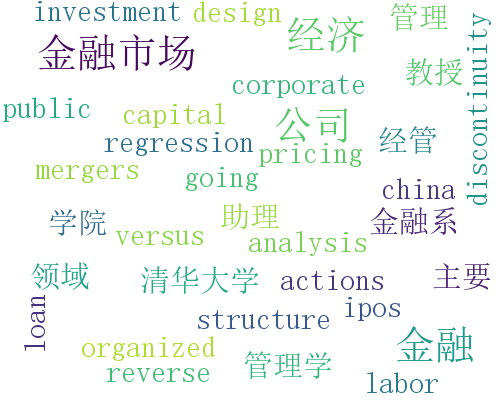 investment design 管理
金融市场 经济 discontinuity
public corporate 教授
capital 公司
regression pricing 经管
mergers going
china
学院 versus 助理 金融系
analysis
领域 清华大学 actions 主要
loan structure ipos
organized 金融
reverse 管理学 labor